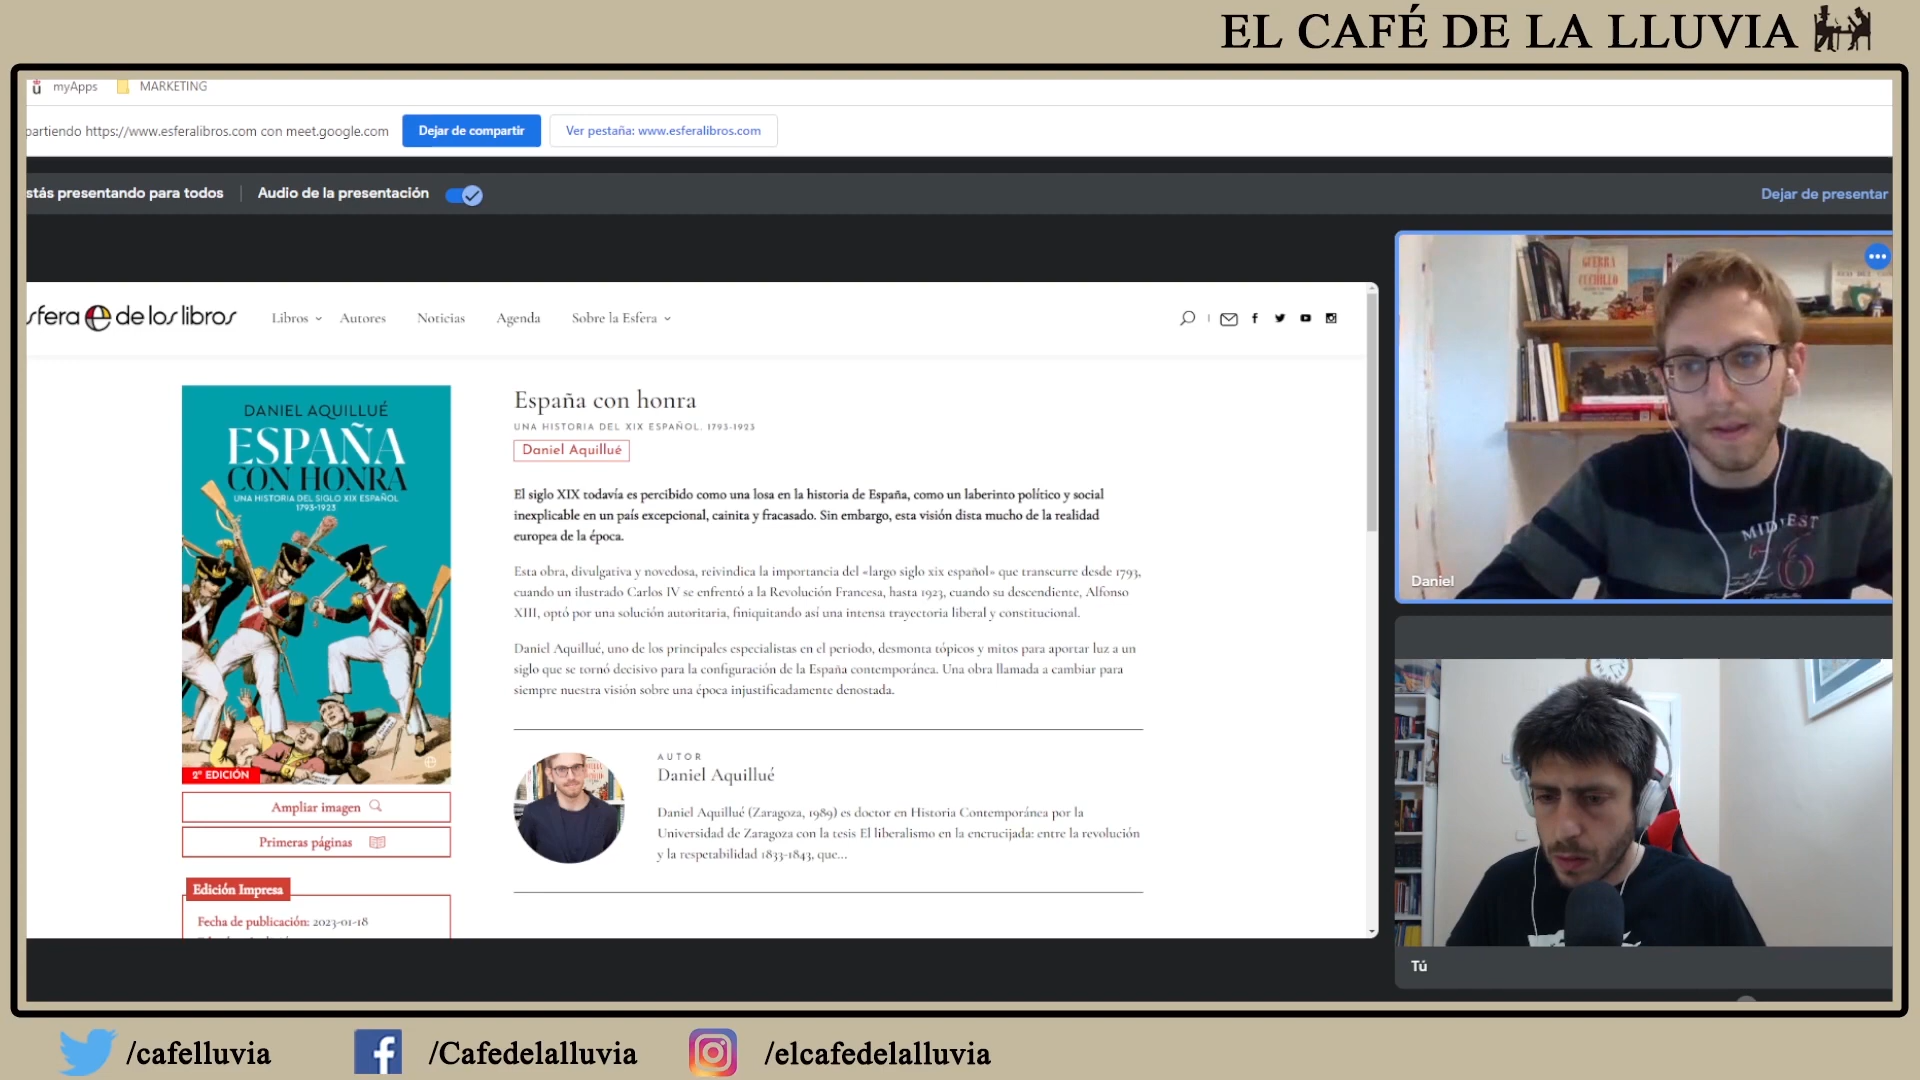 EL CAFÉ DE LA LLUVIA
myApps MARKETING
partiendo https://www.esferalibros.com con meet.google.com Dejar de compartir Ver pestaña: www.esferalibros.com
stás presentando para todos Audio de la presentación Dejar de presentar
sfera e de los libros Libros Autores Noticias Agenda Sobre la Esfera
DANIEL AQUILLUÉ
ESPAÑA
CON HONRA
UNA HISTORIA DEL SIGLO XIX ESPAÑOL
1793-1923
2ª EDICIÓN
Ampliar imagen
Primeras páginas
Edición Impresa
Fecha de publicación: 2023-01-18
España con honra
UNA HISTORIA DEL XIX ESPAÑOL. 1793-1923
Daniel Aquillué
El siglo XIX todavía es percibido como una losa en la historia de España, como un laberinto político y social
inexplicable en un país excepcional, cainita y fracasado. Sin embargo, esta visión dista mucho de la realidad
europea de la época.
Esta obra, divulgativa y novedosa, reivindica la importancia del «largo siglo xix español» que transcurre desde 1793,
cuando un ilustrado Carlos IV se enfrentó a la Revolución Francesa, hasta 1923, cuando su descendiente, Alfonso
XIII, optó por una solución autoritaria, finiquitando así una intensa trayectoria liberal y constitucional.
Daniel Aquillué, uno de los principales especialistas en el periodo, desmonta tópicos y mitos para aportar luz a un
siglo que se tornó decisivo para la configuración de la España contemporánea. Una obra llamada a cambiar para
siempre nuestra visión sobre una época injustificadamente denostada.
AUTOR
Daniel Aquillué
Daniel Aquillué (Zaragoza, 1989) es doctor en Historia Contemporánea por la
Universidad de Zaragoza con la tesis El liberalismo en la encrucijada: entre la revolución
y la respetabilidad 1833-1843, que...
GUERRA
CUCHILLO
MIDWEST
Daniel
Tú
/cafelluvia /Cafedelalluvia /elcafedelalluvia